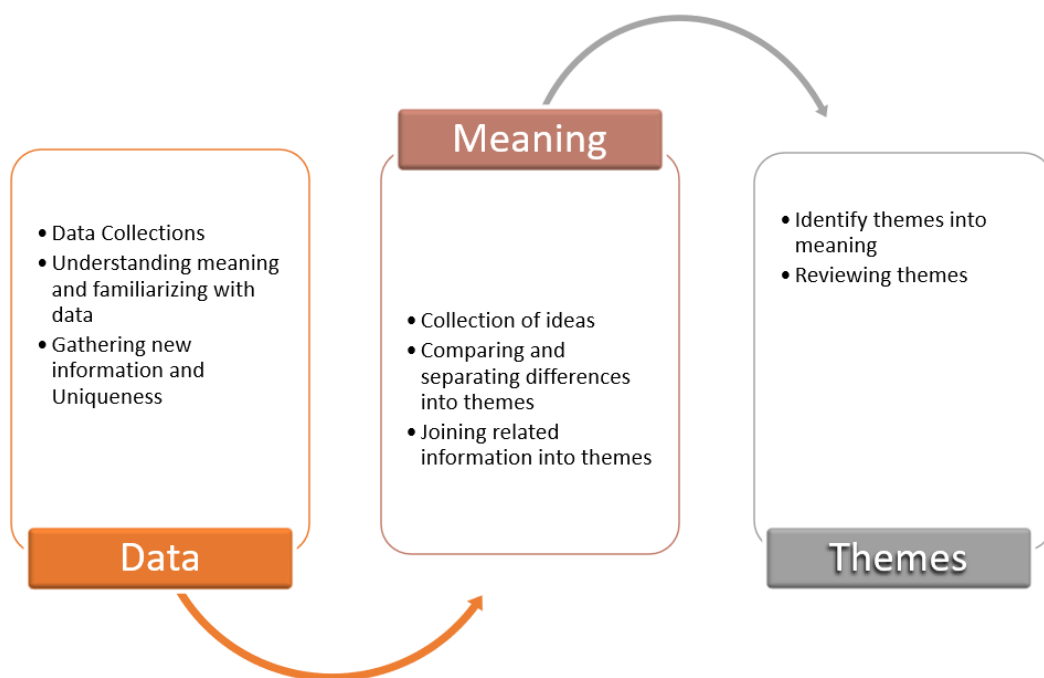 • Data Collections
• Understanding meaning
and familiarizing with
data
• Gathering new
information and
Uniqueness
Data
Meaning
• Collection of ideas
• Comparing and
separating differences
into themes
• Joining related
information into themes
• Identify themes into
meaning
• Reviewing themes
Themes